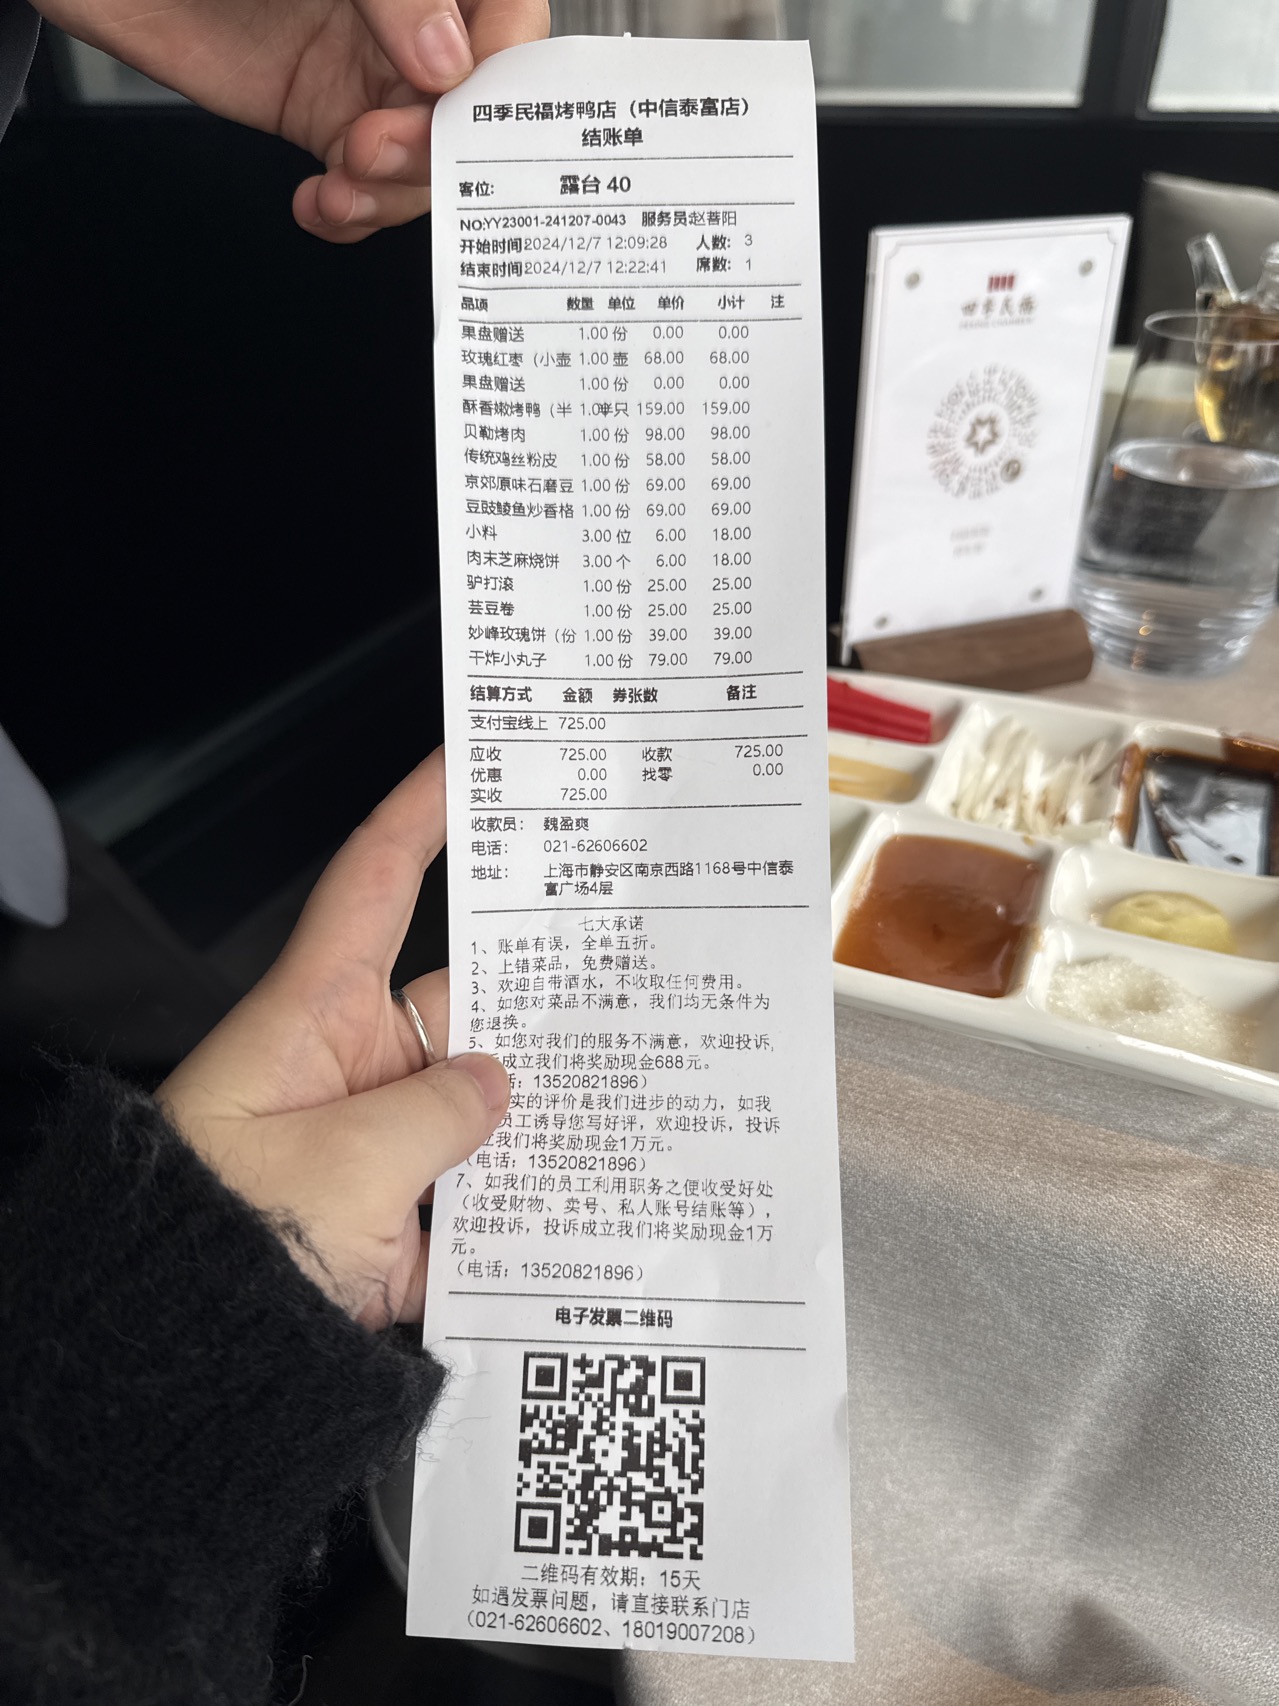 四季民福烤鸭店（中信泰富店）
结账单
客位: 露台 40
NO:YY23001-241207-0043 服务员:赵蓍阳
开始时间2024/12/7 12:09:28 人数: 3
结束时间2024/12/7 12:22:41 席数: 1
品项 数量 单位 单价 小计 注
果盘赠送 1.00 份 0.00 0.00
玫瑰红枣（小壶 1.00 壶 68.00 68.00
果盘赠送 1.00 份 0.00 0.00
酥香嫩烤鸭（半 1.00半只 159.00 159.00
贝勒烤肉 1.00 份 98.00 98.00
传统鸡丝粉皮 1.00 份 58.00 58.00
京郊原味石磨豆 1.00 份 69.00 69.00
豆豉鲮鱼炒香格 1.00 份 69.00 69.00
小料 3.00 位 6.00 18.00
肉末芝麻烧饼 3.00 个 6.00 18.00
驴打滚 1.00 份 25.00 25.00
芸豆卷 1.00 份 25.00 25.00
妙峰玫瑰饼（份 1.00 份 39.00 39.00
干炸小丸子 1.00 份 79.00 79.00
结算方式 金额 券张数 备注
支付宝线上 725.00
应收 725.00 收款 725.00
优惠 0.00 找零 0.00
实收 725.00
收款员: 魏盈爽
电话: 021-62606602
地址: 上海市静安区南京西路1168号中信泰
富广场4层
七大承诺
1、账单有误，全单五折。
2、上错菜品，免费赠送。
3、欢迎自带酒水，不收取任何费用。
4、如您对菜品不满意，我们均无条件为
您退换。
5、如您对我们的服务不满意，欢迎投诉,
成立我们将奖励现金688元。
话: 13520821896）
实的评价是我们进步的动力，如我
员工诱导您写好评，欢迎投诉，投诉
立我们将奖励现金1万元。
（电话: 13520821896）
7、如我们的员工利用职务之便收受好处
（收受财物、卖号、私人账号结账等），
欢迎投诉，投诉成立我们将奖励现金1万
元。
（电话: 13520821896）
电子发票二维码
二维码有效期: 15天
如遇发票问题，请直接联系门店
（021-62606602、18019007208）
四季民福